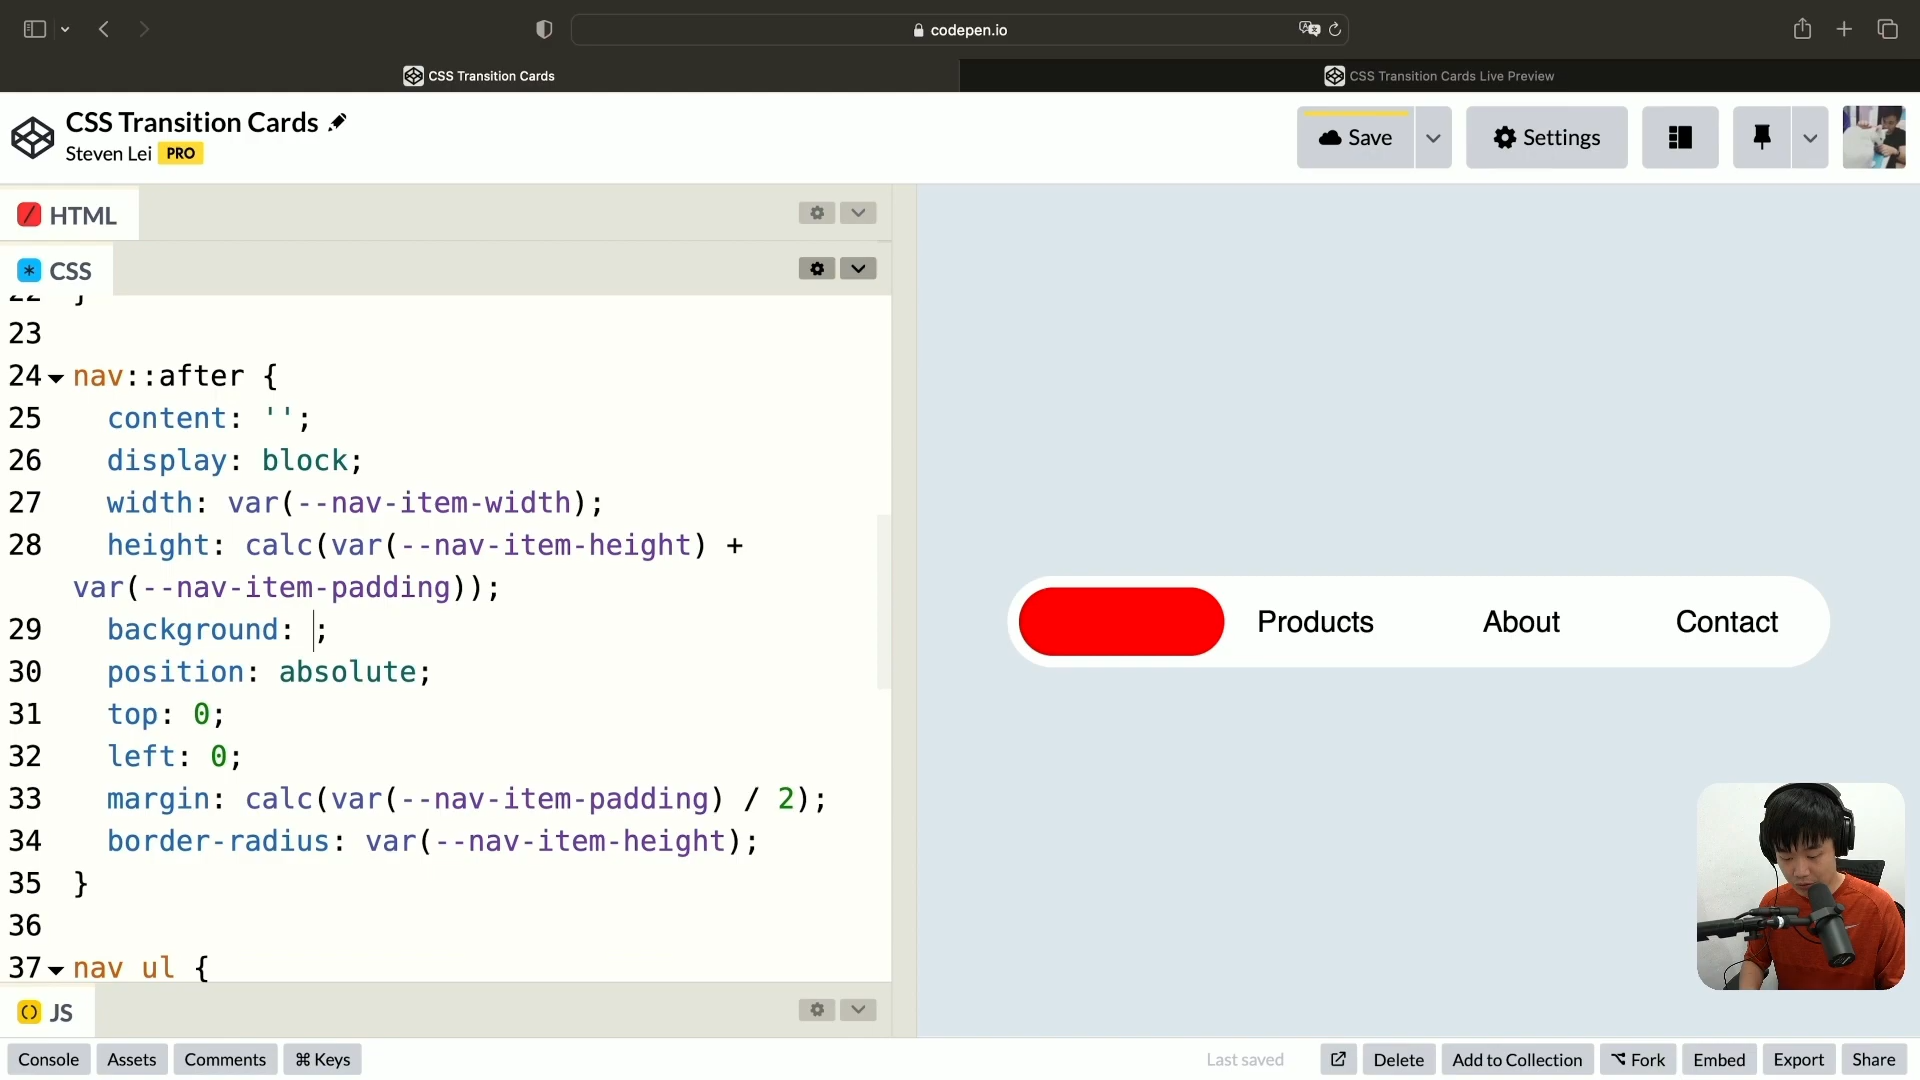 codepen.io
CSS Transition Cards
CSS Transition Cards Live Preview
CSS Transition Cards
Steven Lei PRO
Save
Settings
HTML
CSS
22 }
23
24 nav::after {
25 content: '';
26 display: block;
27 width: var(--nav-item-width);
28 height: calc(var(--nav-item-height) +
var(--nav-item-padding));
29 background: ;
30 position: absolute;
31 top: 0;
32 left: 0;
33 margin: calc(var(--nav-item-padding) / 2);
34 border-radius: var(--nav-item-height);
35 }
36
37 nav ul {
Products About Contact
JS
Console Assets Comments ⌘ Keys
Last saved Delete Add to Collection Fork Embed Export Share